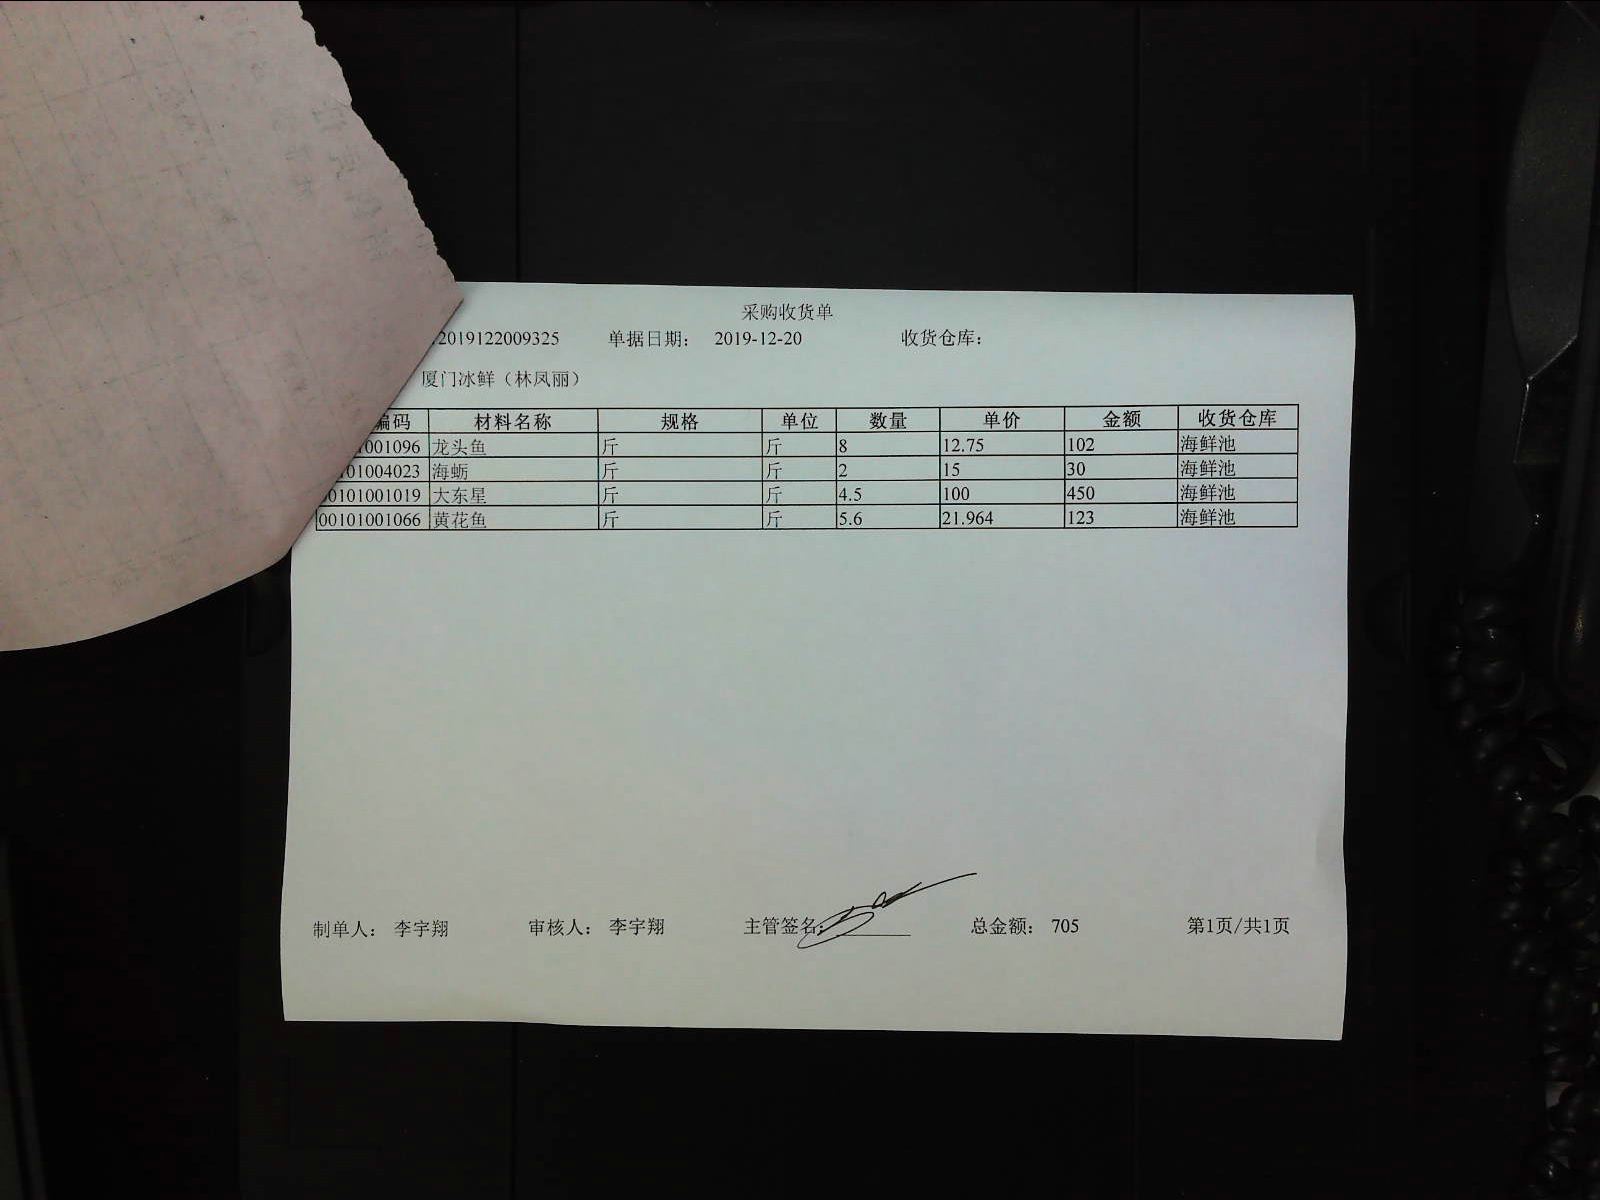 采购收货单
2019122009325 单据日期： 2019-12-20 收货仓库：
厦门冰鲜（林凤丽）
编码 材料名称 规格 单位 数量 单价 金额 收货仓库
001096 龙头鱼 斤 斤 8 12.75 102 海鲜池
0101004023 海蛎 斤 斤 2 15 30 海鲜池
00101001019 大东星 斤 斤 4.5 100 450 海鲜池
00101001066 黄花鱼 斤 斤 5.6 21.964 123 海鲜池
制单人： 李宇翔 审核人： 李宇翔 主管签名： 总金额： 705 第1页/共1页